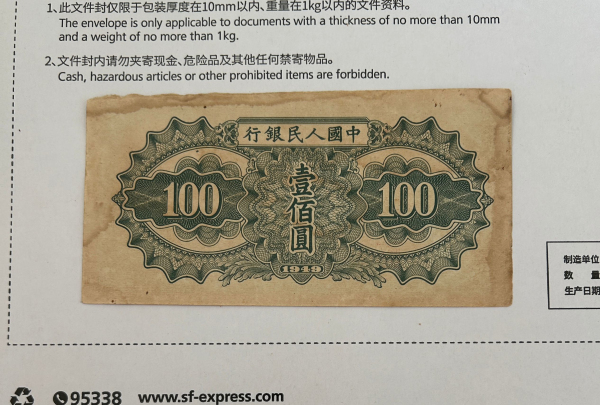 1、此文件封仅限于包装厚度在10mm以内、重量在1kg以内的文件资料。
The envelope is only applicable to documents with a thickness of no more than 10mm
and a weight of no more than 1kg.
2、文件封内请勿夹寄现金、危险品及其他任何禁寄物品。
Cash, hazardous articles or other prohibited items are forbidden.
行銀民人國中
100
壹佰圓
100
1949
制造单位
数 量
生产日期
95338 www.sf-express.com